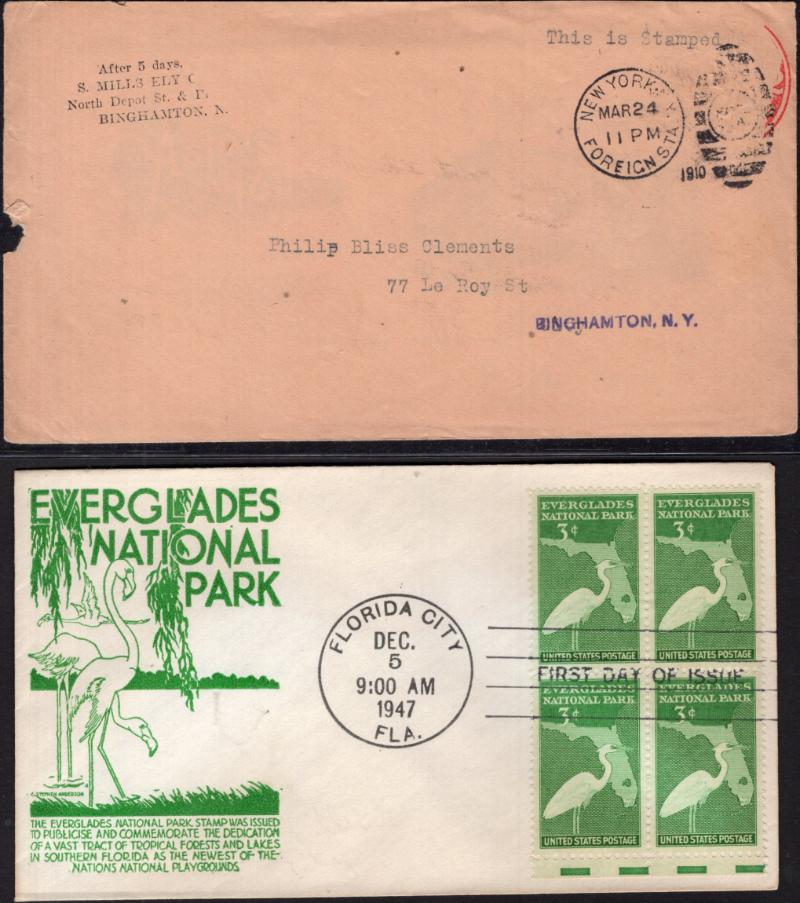 After 5 days,
S. MILLS ELY C
North Depot St. &
BINGHAMTON, N.
This is Stamped
NEW YORK, N.Y.
MAR 24
11 PM
FOREIGN STA.
1910
Philip Bliss Clements
77 Le Roy St
BINGHAMTON, N. Y.
EVERGLADES
NATIONAL
PARK
C. STEPHEN ANDERSON
THE EVERGLADES NATIONAL PARK STAMP WAS ISSUED
TO PUBLICISE AND COMMEMORATE THE DEDICATION
OF A VAST TRACT OF TROPICAL FORESTS AND LAKES
IN SOUTHERN FLORIDA AS THE NEWEST OF THE
NATIONS NATIONAL PLAYGROUNDS.
FLORIDA CITY
DEC.
5
9:00 AM
1947
FLA.
EVERGLADES
NATIONAL PARK
3¢
UNITED STATES POSTAGE
EVERGLADES
NATIONAL PARK
3¢
UNITED STATES POSTAGE
FIRST DAY OF ISSUE
EVERGLADES
NATIONAL PARK
3¢
UNITED STATES POSTAGE
EVERGLADES
NATIONAL PARK
3¢
UNITED STATES POSTAGE